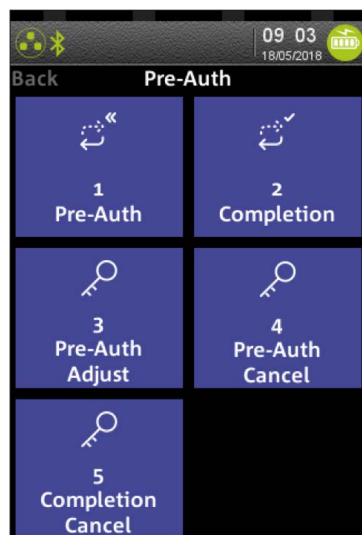 09 03
18/05/2018
Back Pre-Auth
1
Pre-Auth
2
Completion
3
Pre-Auth
Adjust
4
Pre-Auth
Cancel
5
Completion
Cancel